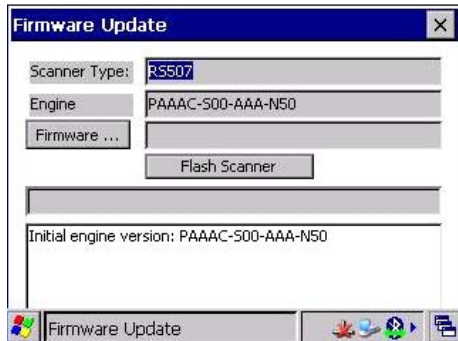 Firmware Update
Scanner Type: RS507
Engine PAAAC-S00-AAA-N50
Firmware ...
Flash Scanner
Initial engine version: PAAAC-S00-AAA-N50
Firmware Update